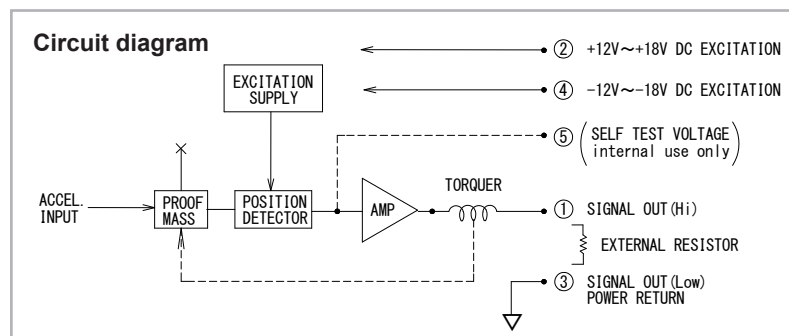 Circuit diagram
② +12V～+18V DC EXCITATION
EXCITATION
SUPPLY
④ -12V～-18V DC EXCITATION
⑤ (SELF TEST VOLTAGE
internal use only)
ACCEL.
INPUT
PROOF
MASS
POSITION
DETECTOR
AMP
TORQUER
① SIGNAL OUT(Hi)
EXTERNAL RESISTOR
③ SIGNAL OUT(Low)
POWER RETURN